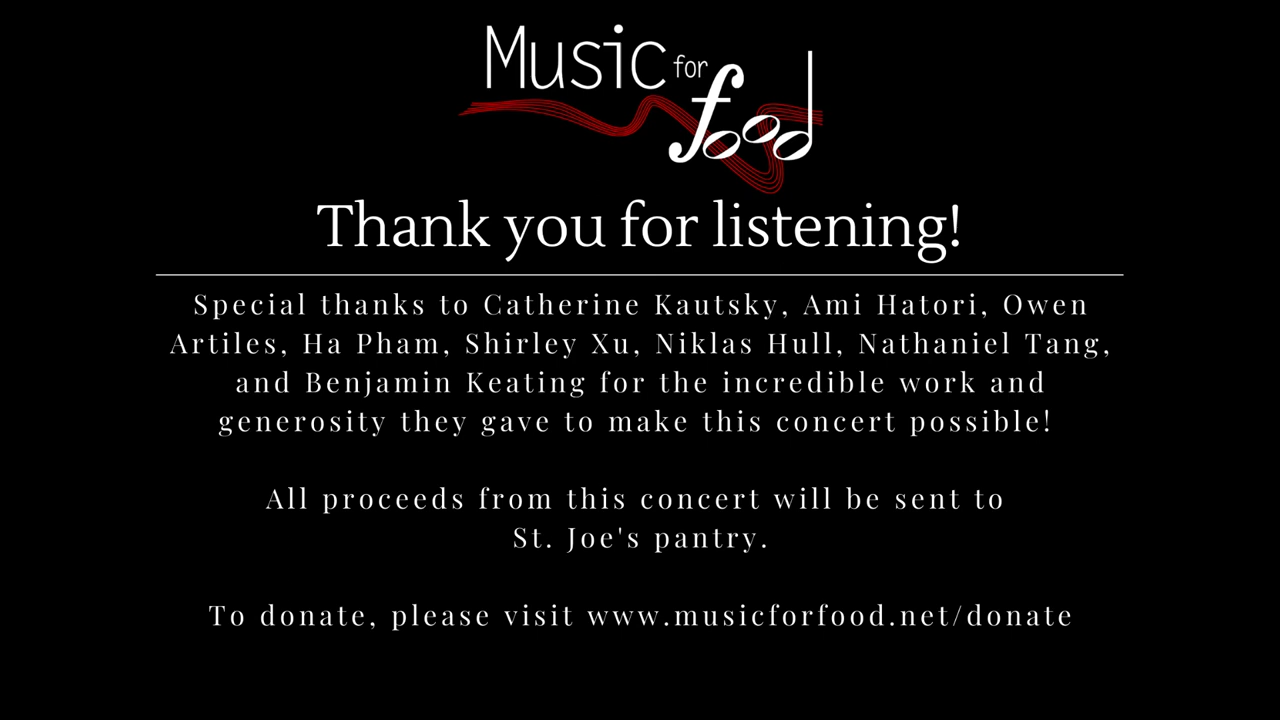 Music for food
Thank you for listening!
Special thanks to Catherine Kautsky, Ami Hatori, Owen
Artiles, Ha Pham, Shirley Xu, Niklas Hull, Nathaniel Tang,
and Benjamin Keating for the incredible work and
generosity they gave to make this concert possible!
All proceeds from this concert will be sent to
St. Joe's pantry.
To donate, please visit www.musicforfood.net/donate